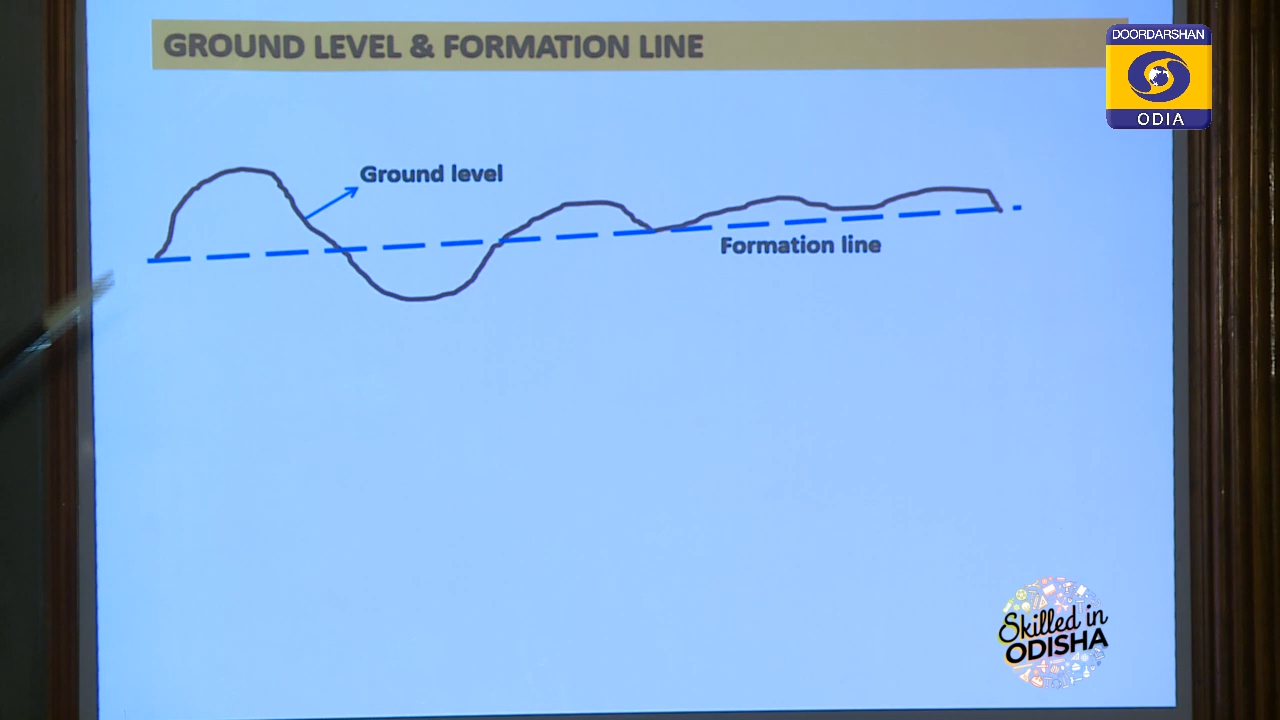 GROUND LEVEL & FORMATION LINE
DOORDARSHAN
ODIA
Ground level
Formation line
Skilled in
ODISHA